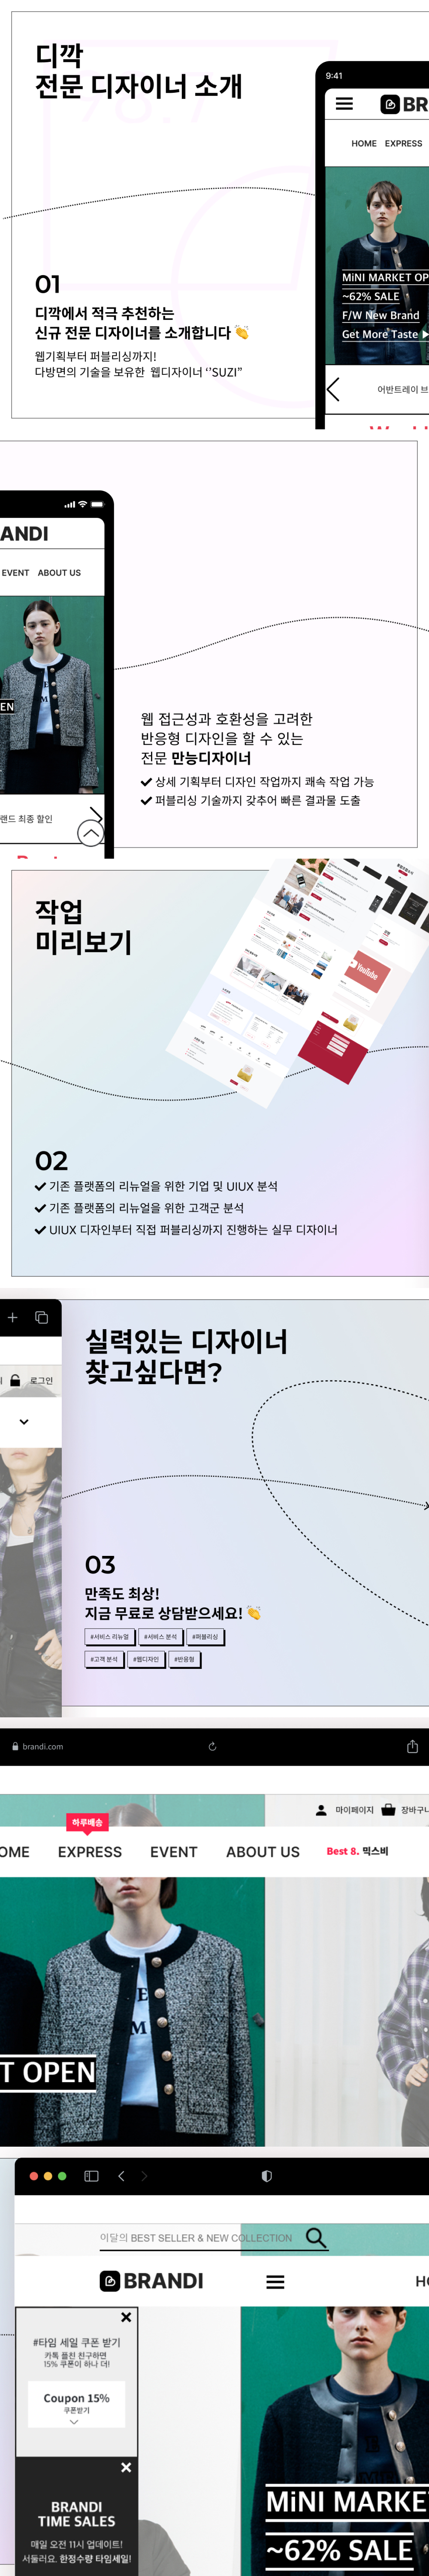 디깍
전문 디자이너 소개
9:41
HOME EXPRESS
MiNI MARKET OP
~62% SALE
F/W New Brand
Get More Taste ▶
어반트레이 브
01
디깍에서 적극 추천하는
신규 전문 디자이너를 소개합니다 👏
웹기획부터 퍼블리싱까지!
다방면의 기술을 보유한 웹디자이너 ‘’SUZI”
ANDI
EVENT ABOUT US
EN
랜드 최종 할인
웹 접근성과 호환성을 고려한
반응형 디자인을 할 수 있는
전문 만능디자이너
✔ 상세 기획부터 디자인 작업까지 쾌속 작업 가능
✔ 퍼블리싱 기술까지 갖추어 빠른 결과물 도출
작업
미리보기
YouTube
02
✔ 기존 플랫폼의 리뉴얼을 위한 기업 및 UIUX 분석
✔ 기존 플랫폼의 리뉴얼을 위한 고객군 분석
✔ UIUX 디자인부터 직접 퍼블리싱까지 진행하는 실무 디자이너
로그인
실력있는 디자이너
찾고싶다면?
03
만족도 최상!
지금 무료로 상담받으세요! 👏
#서비스 리뉴얼 #서비스 분석 #퍼블리싱
#고객 분석 #웹디자인 #반응형
brandi.com
마이페이지 장바구니
하루배송
OME EXPRESS EVENT ABOUT US Best 8. 믹스비
T OPEN
이달의 BEST SELLER & NEW COLLECTION
BRANDI
HO
#타임 세일 쿠폰 받기
카톡 플친 친구하면
15% 쿠폰이 하나 더!
Coupon 15%
쿠폰받기
BRANDI
TIME SALES
매일 오전 11시 업데이트!
서둘러요. 한정수량 타임세일!
MiNI MARKE
~62% SALE